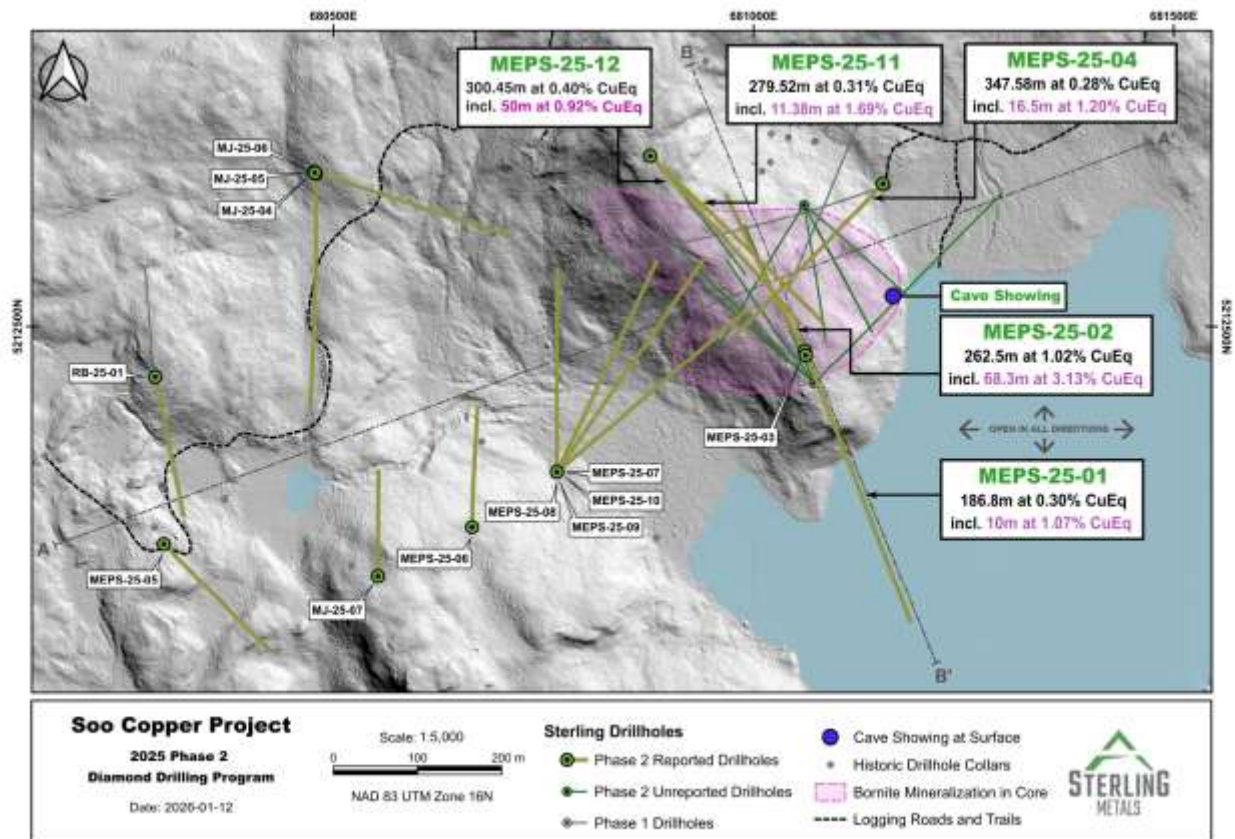 680500E
681000E
681500E
MEPS-25-12
300.45m at 0.40% CuEq
incl. 50m at 0.92% CuEq
B
MEPS-25-11
279.52m at 0.31% CuEq
incl. 11.38m at 1.69% CuEq
MEPS-25-04
347.58m at 0.28% CuEq
incl. 16.5m at 1.20% CuEq
A'
MJ-25-06
MJ-25-05
MJ-25-04
Cave Showing
5212500N
5212500N
MEPS-25-02
262.5m at 1.02% CuEq
incl. 68.3m at 3.13% CuEq
RB-25-01
OPEN IN ALL DIRECTIONS
MEPS-25-03
MEPS-25-07
MEPS-25-10
MEPS-25-08
MEPS-25-09
MEPS-25-01
186.8m at 0.30% CuEq
incl. 10m at 1.07% CuEq
A
MEPS-25-06
MEPS-25-05
MJ-25-07
B'
Soo Copper Project
2025 Phase 2
Diamond Drilling Program
Date: 2026-01-12
Scale: 1:5,000
0 100 200 m
NAD 83 UTM Zone 16N
Sterling Drillholes
Phase 2 Reported Drillholes
Phase 2 Unreported Drillholes
Phase 1 Drillholes
Cave Showing at Surface
Historic Drillhole Collars
Bornite Mineralization in Core
Logging Roads and Trails
STERLING
METALS